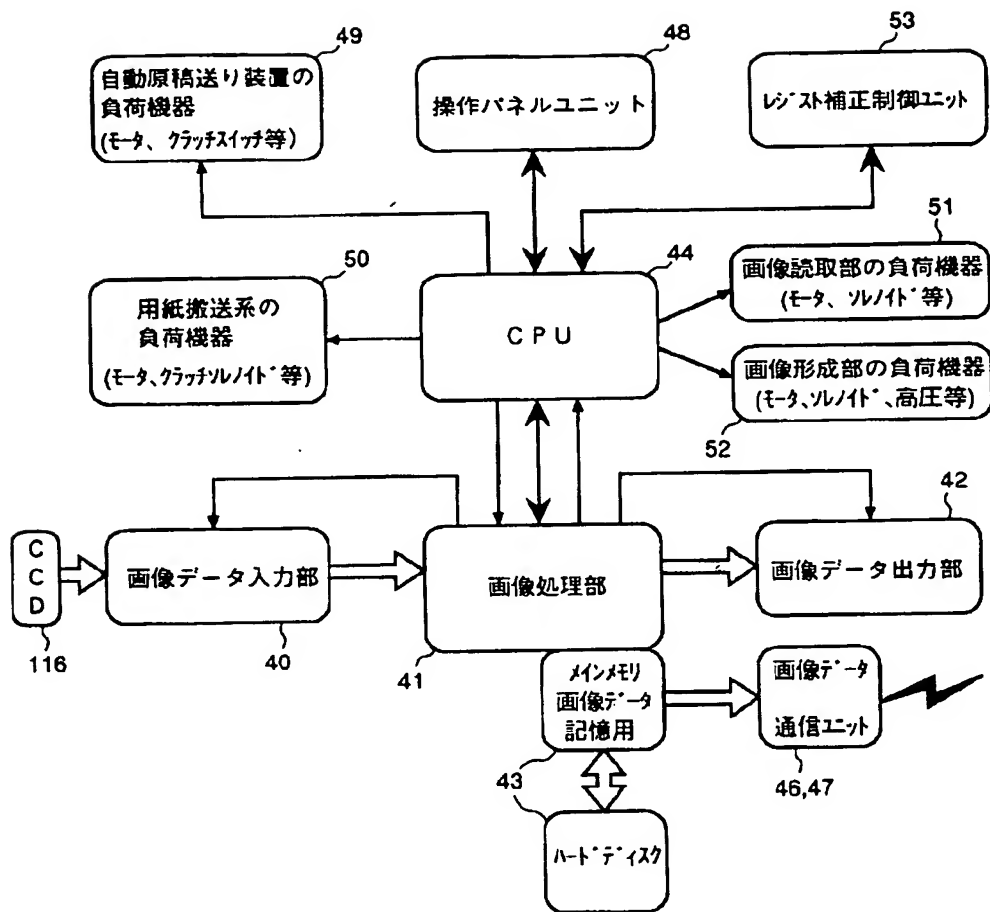 49
自動原稿送り装置の
負荷機器
(モータ、クラッチスイッチ等)
48
操作パネルユニット
53
レジスト補正制御ユニット
50
用紙搬送系の
負荷機器
(モータ、クラッチソレノイド等)
44
CPU
51
画像読取部の負荷機器
(モータ、ソレノイド等)
画像形成部の負荷機器
(モータ、ソレノイド、高圧等)
52
CCD
116
画像データ入力部
40
画像処理部
41
42
画像データ出力部
メインメモリ
画像データ
記憶用
43
画像データ
通信ユニット
46,47
ハードディスク